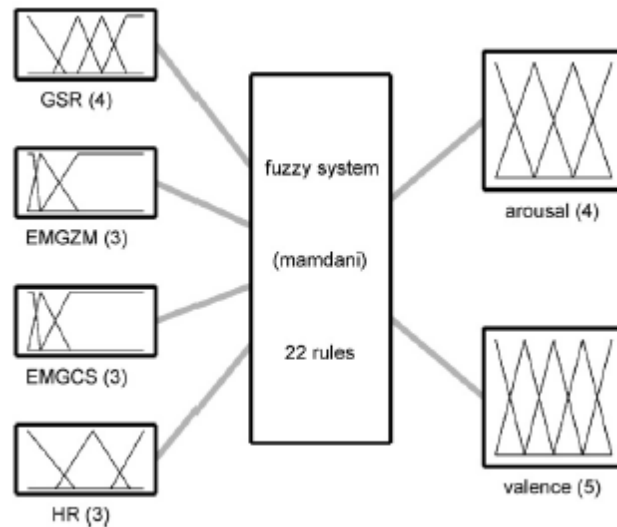 GSR (4)
EMGZM (3)
EMGCS (3)
HR (3)
fuzzy system
(mamdani)
22 rules
arousal (4)
valence (5)